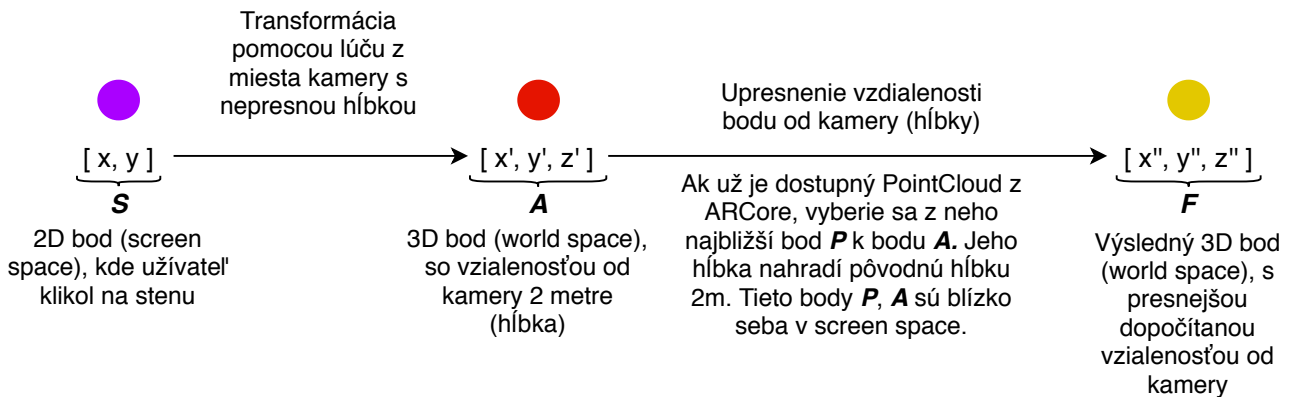 Transformácia
pomocou lúču z
miesta kamery s
nepresnou hĺbkou
Upresnenie vzdialenosti
bodu od kamery (hĺbky)
[ x, y ]
[ x', y', z' ]
[ x", y", z" ]
S
A
F
2D bod (screen
space), kde užívateľ
klikol na stenu
3D bod (world space),
so vzialenosťou od
kamery 2 metre
(hĺbka)
Ak už je dostupný PointCloud z
ARCore, vyberie sa z neho
najbližší bod P k bodu A. Jeho
hĺbka nahradí pôvodnú hĺbku
2m. Tieto body P, A sú blízko
seba v screen space.
Výsledný 3D bod
(world space), s
presnejšou
dopočítanou
vzialenosťou od
kamery